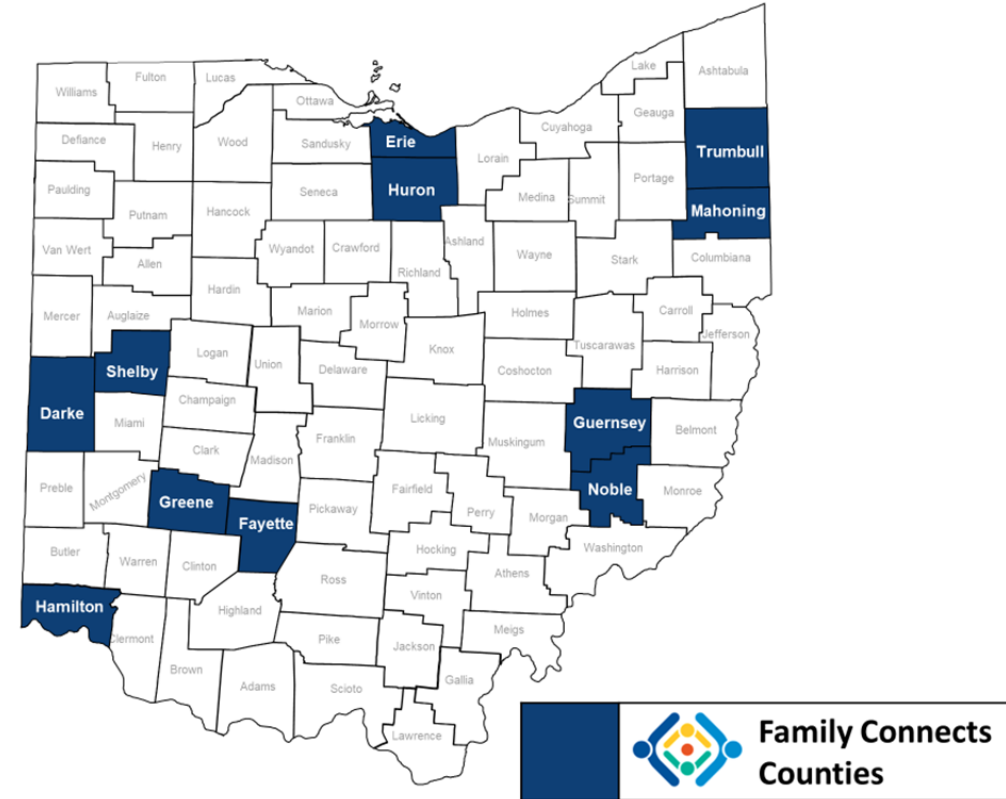 Lake
Ashtabula
Williams
Fulton
Lucas
Ottawa
Geauga
Cuyahoga
Defiance
Henry
Wood
Sandusky
Erie
Lorain
Trumbull
Paulding
Seneca
Huron
Medina
Summit
Portage
Putnam
Hancock
Mahoning
Van Wert
Allen
Wyandot
Crawford
Richland
Ashland
Wayne
Stark
Columbiana
Hardin
Mercer
Auglaize
Marion
Morrow
Holmes
Carroll
Jefferson
Tuscarawas
Shelby
Logan
Union
Delaware
Knox
Coshocton
Harrison
Darke
Miami
Champaign
Licking
Guernsey
Belmont
Clark
Madison
Franklin
Muskingum
Preble
Montgomery
Greene
Fayette
Pickaway
Fairfield
Perry
Morgan
Noble
Monroe
Butler
Warren
Clinton
Ross
Hocking
Athens
Washington
Hamilton
Clermont
Highland
Vinton
Pike
Jackson
Meigs
Brown
Adams
Scioto
Gallia
Lawrence
Family Connects
Counties